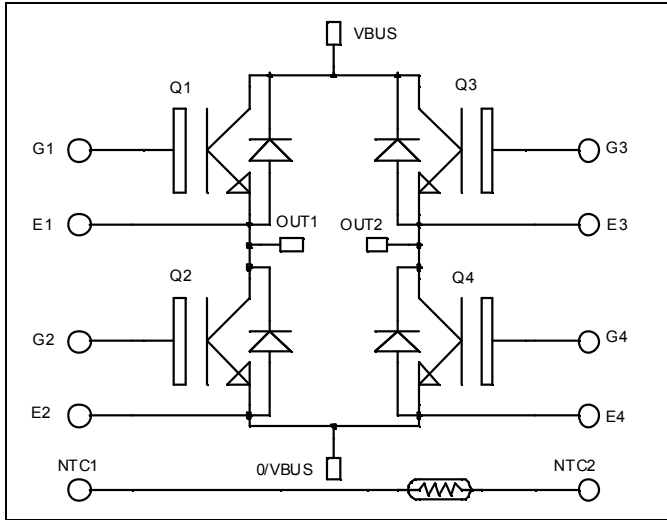 VBUS
Q1
Q3
G1
G3
E1
E3
OUT1
OUT2
Q2
Q4
G2
G4
E2
E4
NTC1
0/VBUS
NTC2